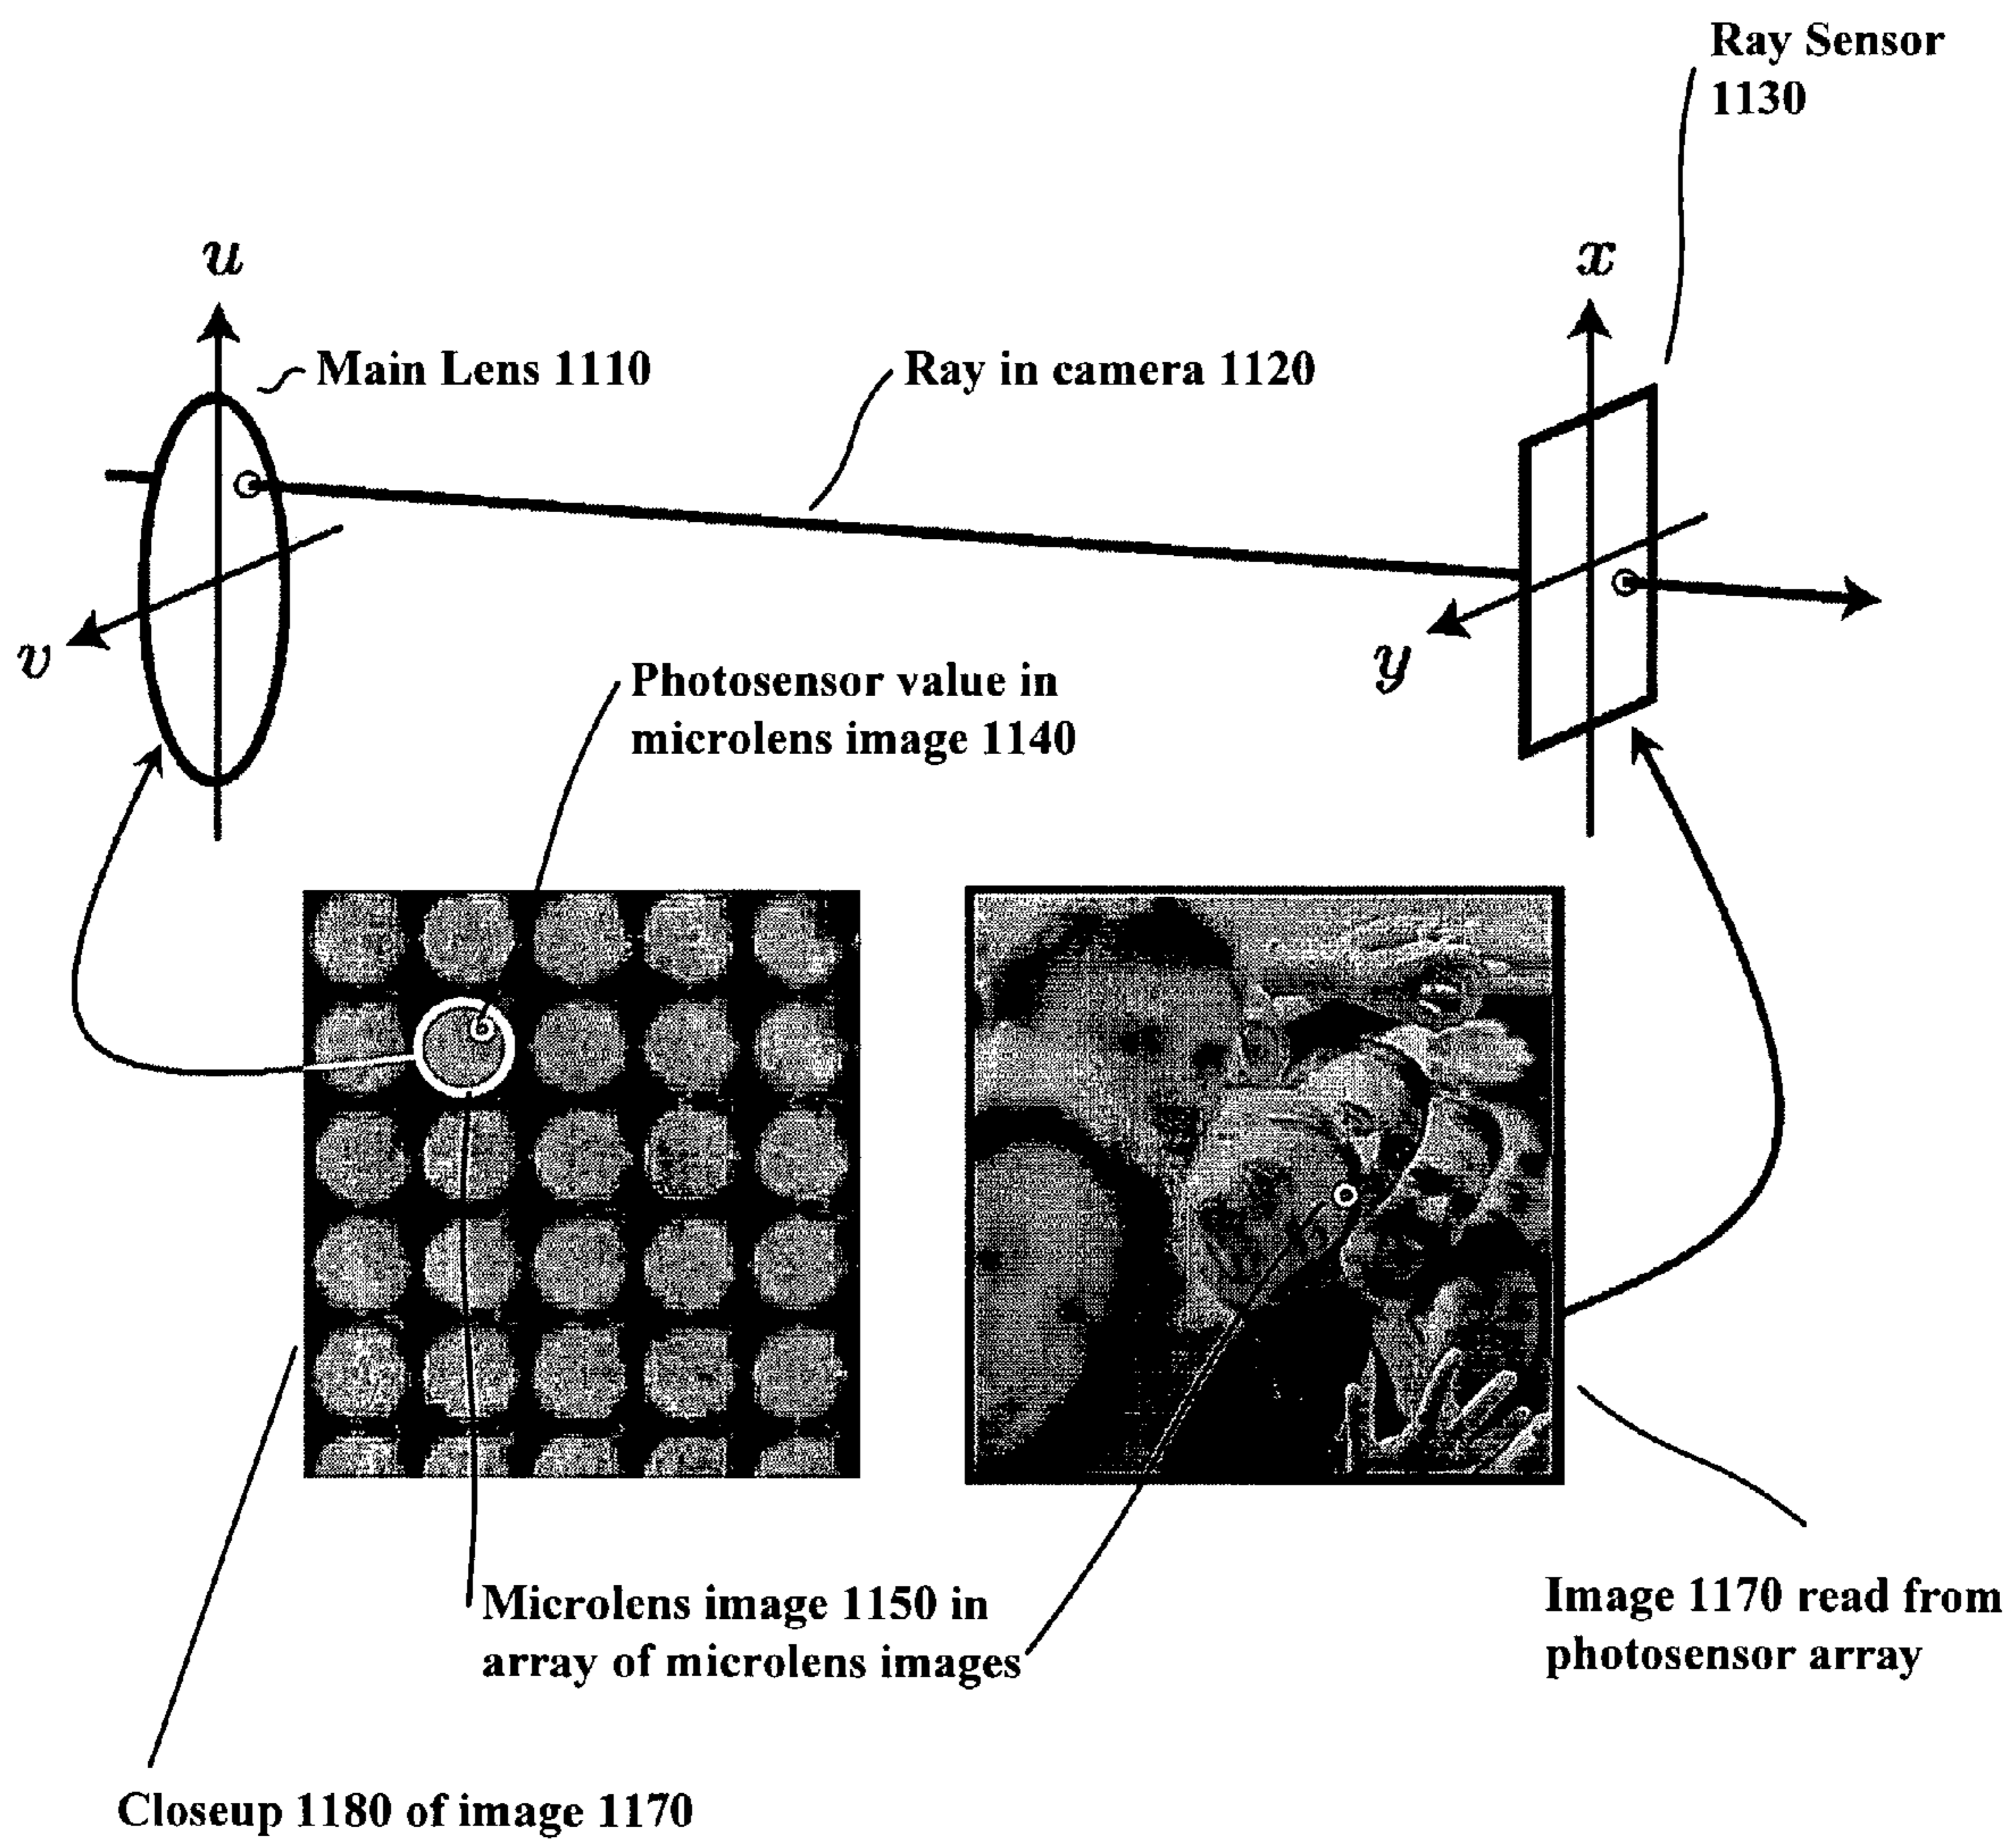 Ray Sensor
1130
u
x
Main Lens 1110
Ray in camera 1120
v
y
Photosensor value in
microlens image 1140
Microlens image 1150 in
array of microlens images
Image 1170 read from
photosensor array
Closeup 1180 of image 1170